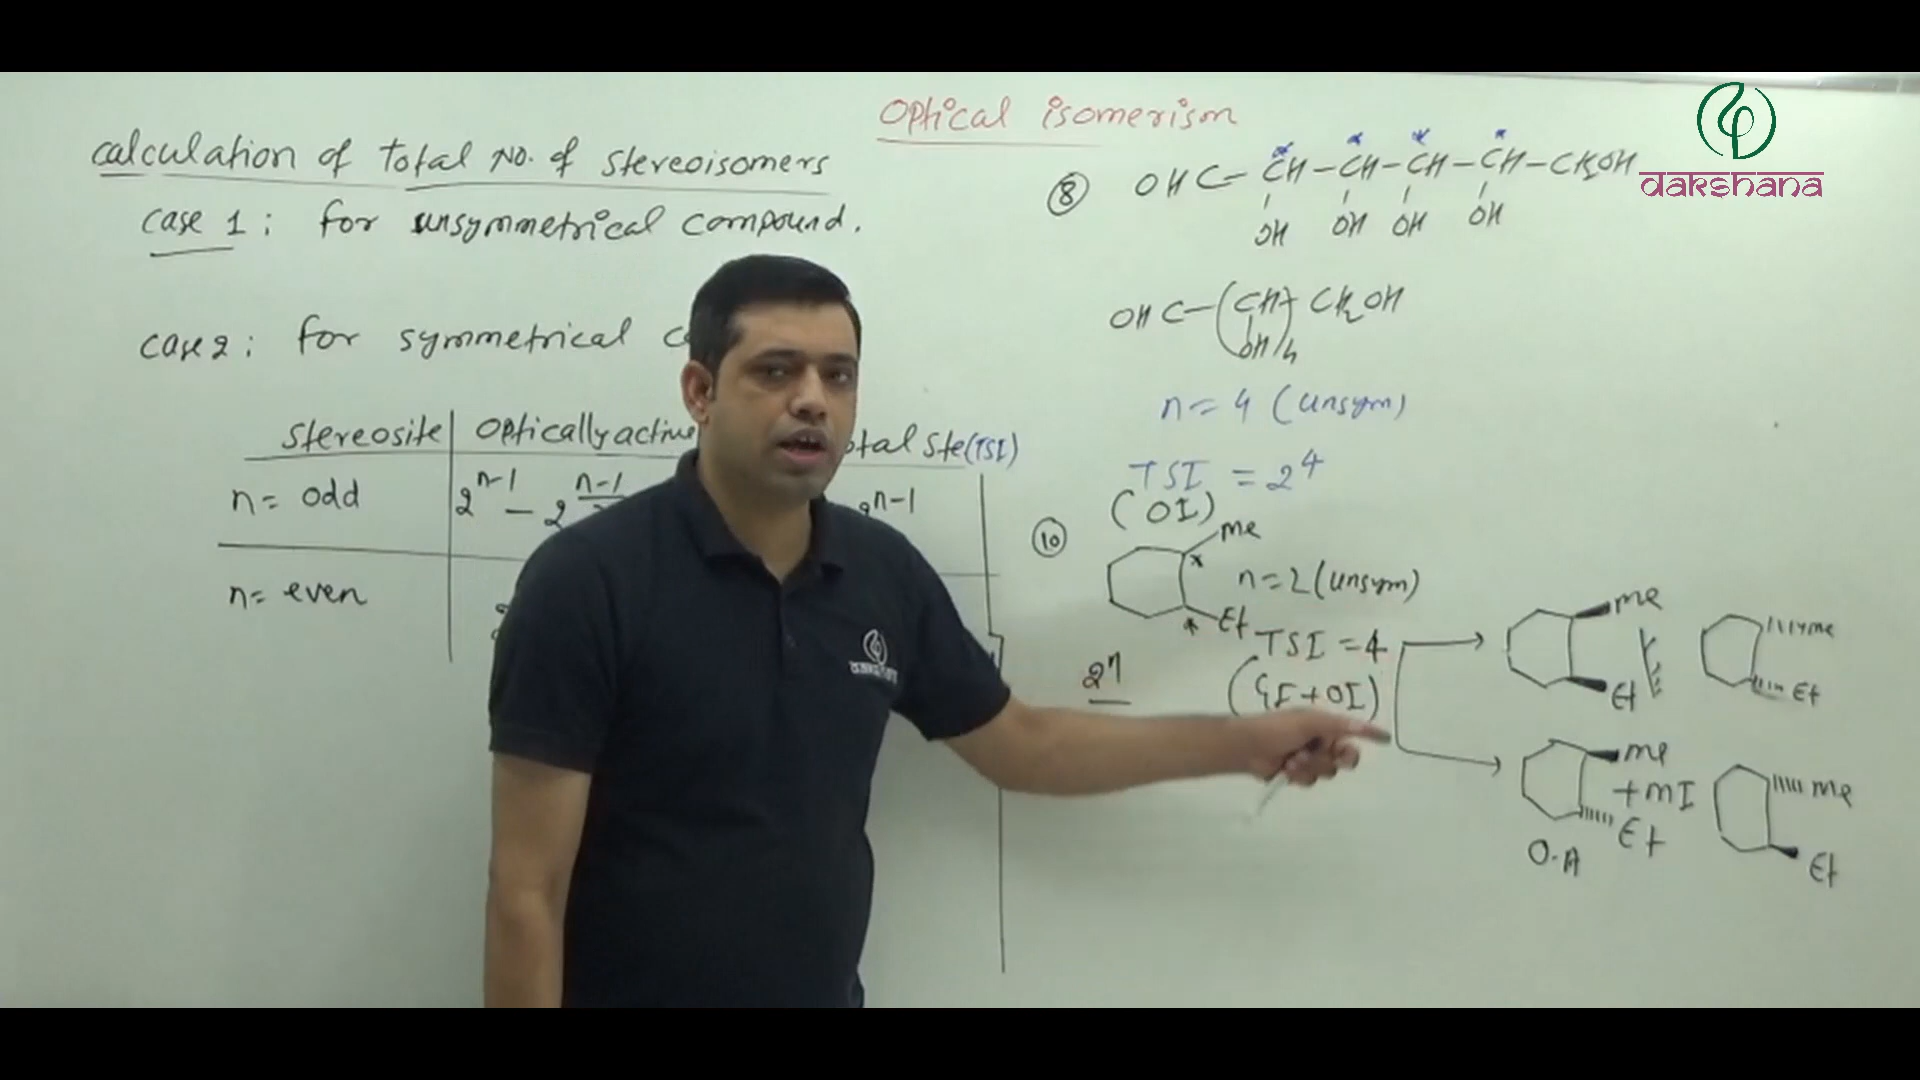 Optical isomerism
dakshana
calculation of total No. of stereoisomers
case 1: for unsymmetrical compound.
case 2: for symmetrical
stereosite Optically active Ste(TSI)
n= odd 2^(n-1) - 2 2^(n-1)
n= even
8 OHC-CH-CH-CH-CH-CH2OH
* * * *
OH OH OH OH
OHC-(CH)-CH2OH
OH 4
n=4 (unsym)
TSI = 2^4
(OI)
10 Me
*
Et
*
n=2 (unsym)
TSI = 4
2^n (GI+OI)
Me Me
Et Et
Me Me
+mI
Et Et
O.A